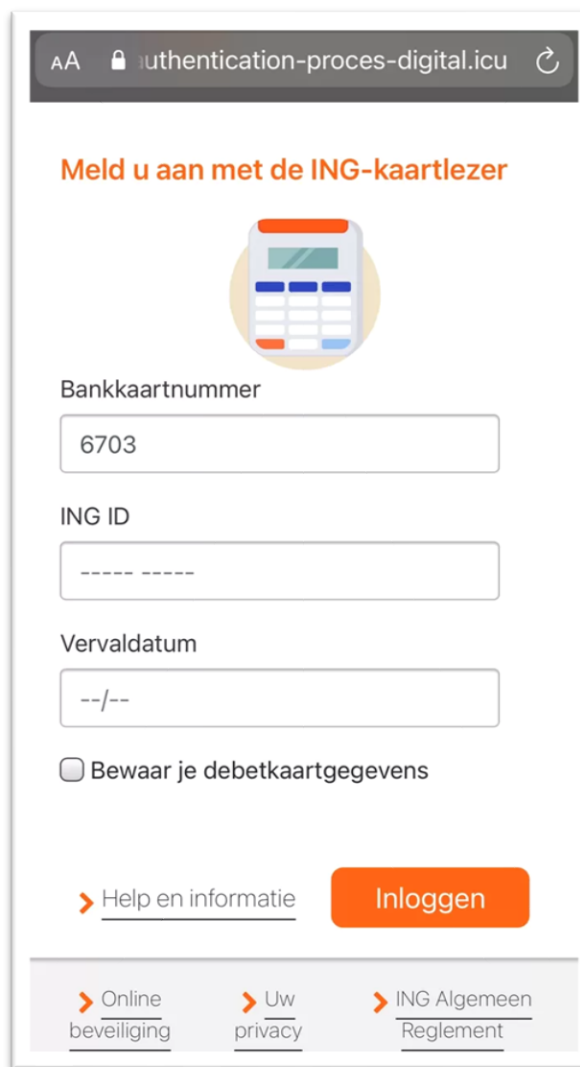 AA authentication-proces-digital.icu
Meld u aan met de ING-kaartlezer
Bankkaartnummer
6703
ING ID
----- -----
Vervaldatum
--/--
Bewaar je debetkaartgegevens
Help en informatie
Inloggen
Online
beveiliging
Uw
privacy
ING Algemeen
Reglement